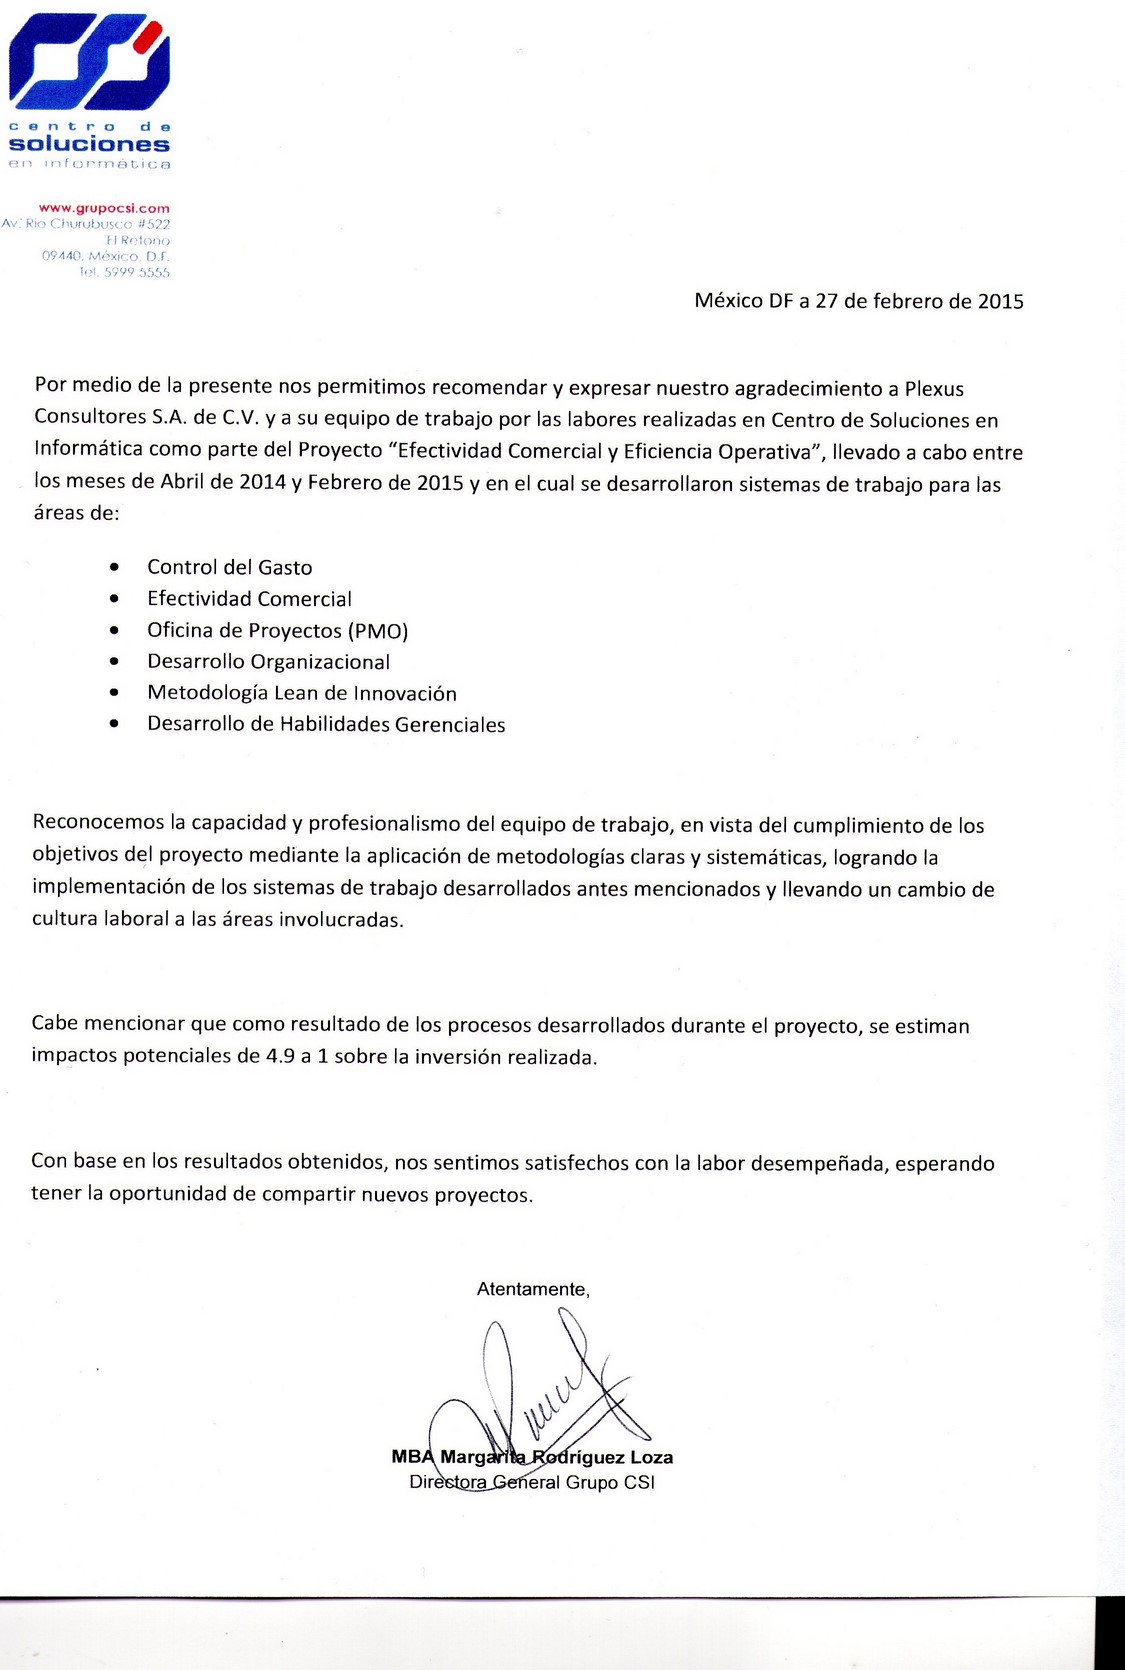 centro de
soluciones
en informática
www.grupocsi.com
Av. Rio Churubusco #522
El Retoño
09440, México, D.F.
Tel. 5999 5555
México DF a 27 de febrero de 2015
Por medio de la presente nos permitimos recomendar y expresar nuestro agradecimiento a Plexus
Consultores S.A. de C.V. y a su equipo de trabajo por las labores realizadas en Centro de Soluciones en
Informática como parte del Proyecto “Efectividad Comercial y Eficiencia Operativa”, llevado a cabo entre
los meses de Abril de 2014 y Febrero de 2015 y en el cual se desarrollaron sistemas de trabajo para las
áreas de:
• Control del Gasto
• Efectividad Comercial
• Oficina de Proyectos (PMO)
• Desarrollo Organizacional
• Metodología Lean de Innovación
• Desarrollo de Habilidades Gerenciales
Reconocemos la capacidad y profesionalismo del equipo de trabajo, en vista del cumplimiento de los
objetivos del proyecto mediante la aplicación de metodologías claras y sistemáticas, logrando la
implementación de los sistemas de trabajo desarrollados antes mencionados y llevando un cambio de
cultura laboral a las áreas involucradas.
Cabe mencionar que como resultado de los procesos desarrollados durante el proyecto, se estiman
impactos potenciales de 4.9 a 1 sobre la inversión realizada.
Con base en los resultados obtenidos, nos sentimos satisfechos con la labor desempeñada, esperando
tener la oportunidad de compartir nuevos proyectos.
Atentamente,
MBA Margarita Rodríguez Loza
Directora General Grupo CSI